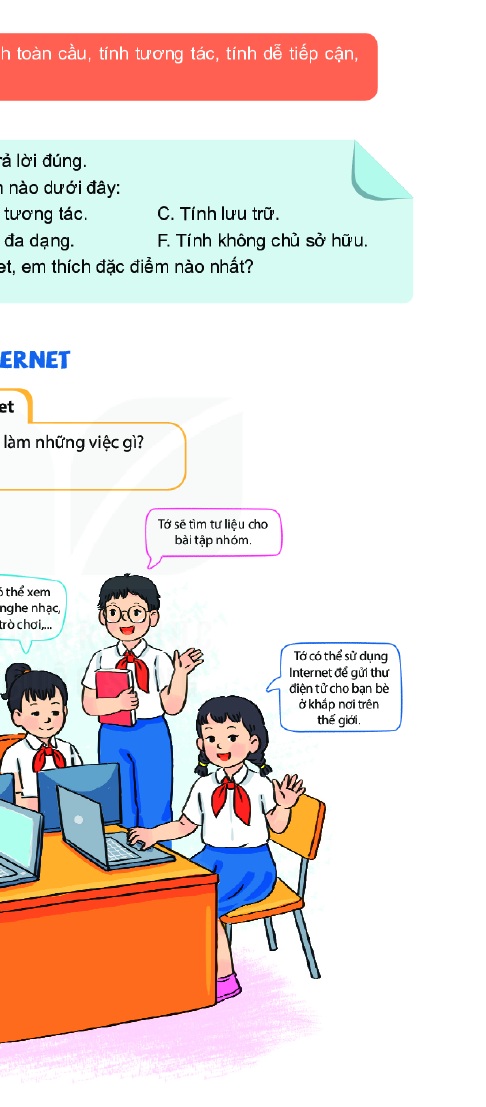 h toàn cầu, tính tương tác, tính dễ tiếp cận,
ả lời đúng.
nào dưới đây:
tương tác. C. Tính lưu trữ.
đa dạng. F. Tính không chủ sở hữu.
et, em thích đặc điểm nào nhất?
ERNET
et
làm những việc gì?
Tớ sẽ tìm tư liệu cho
bài tập nhóm.
ó thể xem
nghe nhạc,
trò chơi,...
Tớ có thể sử dụng
Internet để gửi thư
điện tử cho bạn bè
ở khắp nơi trên
thế giới.